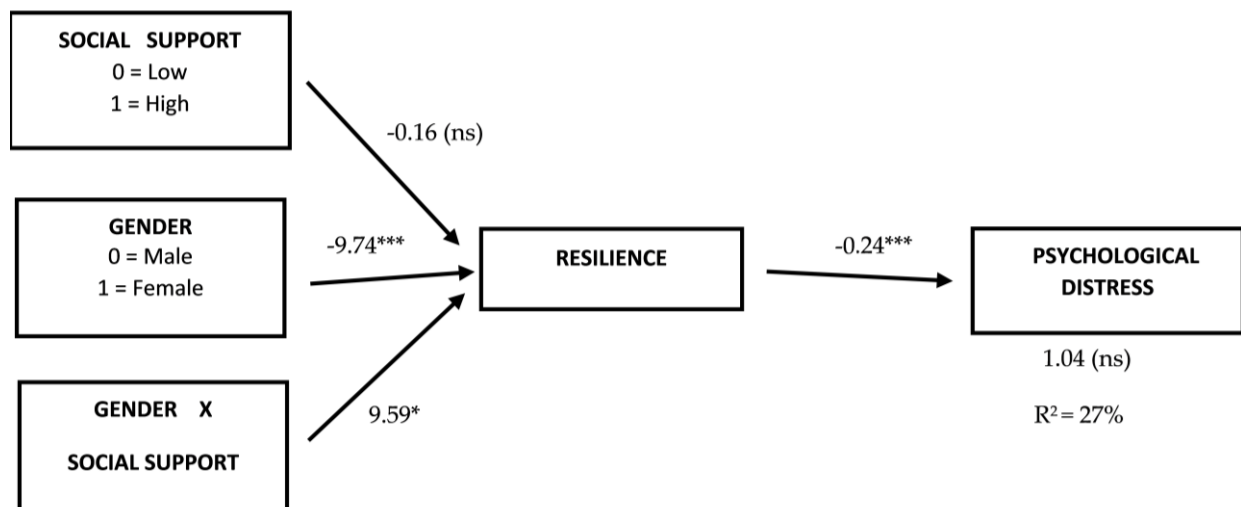 SOCIAL SUPPORT
0 = Low
1 = High
-0.16 (ns)
GENDER
0 = Male
1 = Female
-9.74***
RESILIENCE
-0.24***
PSYCHOLOGICAL
DISTRESS
1.04 (ns)
R² = 27%
GENDER X
SOCIAL SUPPORT
9.59*